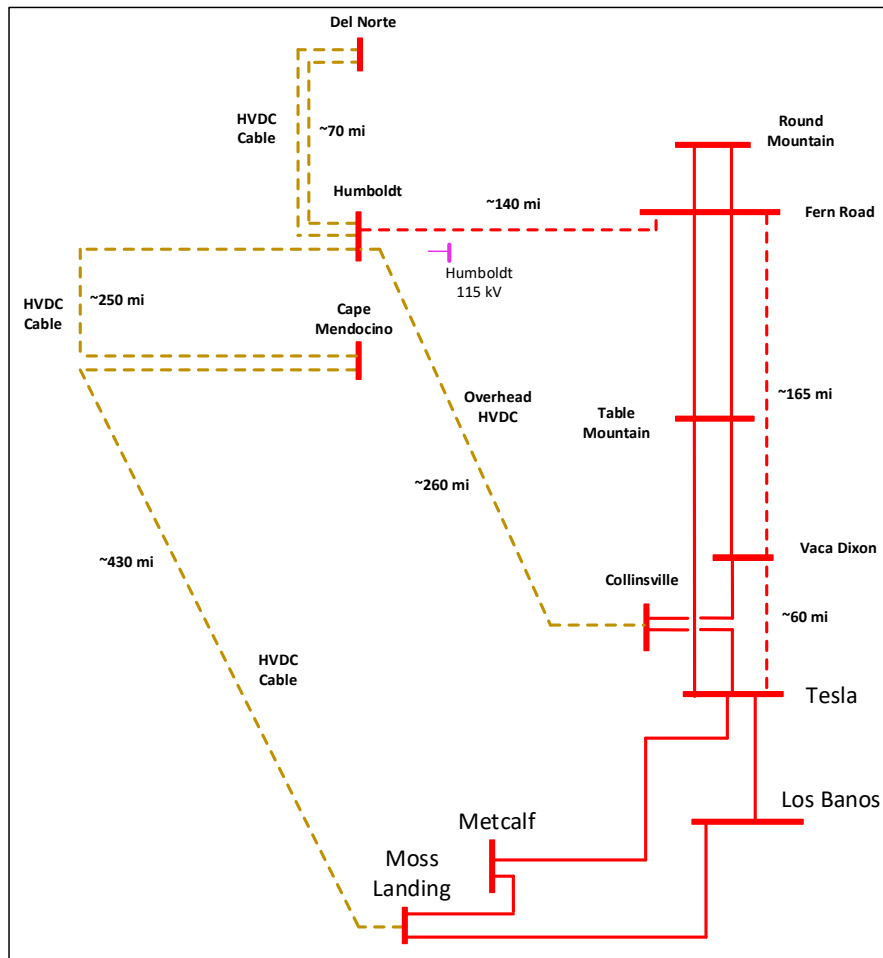 Del Norte
HVDC
Cable
~70 mi
Round
Mountain
Humboldt
~140 mi
Fern Road
Humboldt
115 kV
HVDC
Cable
~250 mi
Cape
Mendocino
Overhead
HVDC
~165 mi
Table
Mountain
~260 mi
Vaca Dixon
~430 mi
Collinsville
~60 mi
HVDC
Cable
Tesla
Los Banos
Metcalf
Moss
Landing